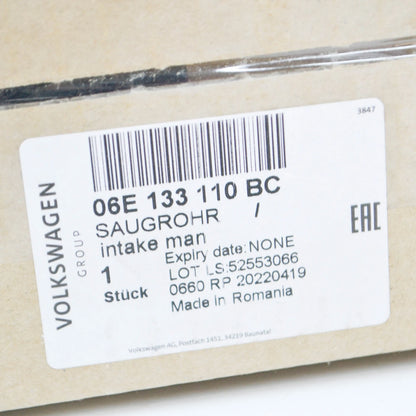 3847
VOLKSWAGEN
GROUP
06E 133 110 BC
SAUGROHR /
intake man
EAC
Expiry date: NONE
1 LOT LS:52553066
Stück 0660 RP 20220419
Made in Romania
Volkswagen AG, Postfach 1451, 34219 Baunatal